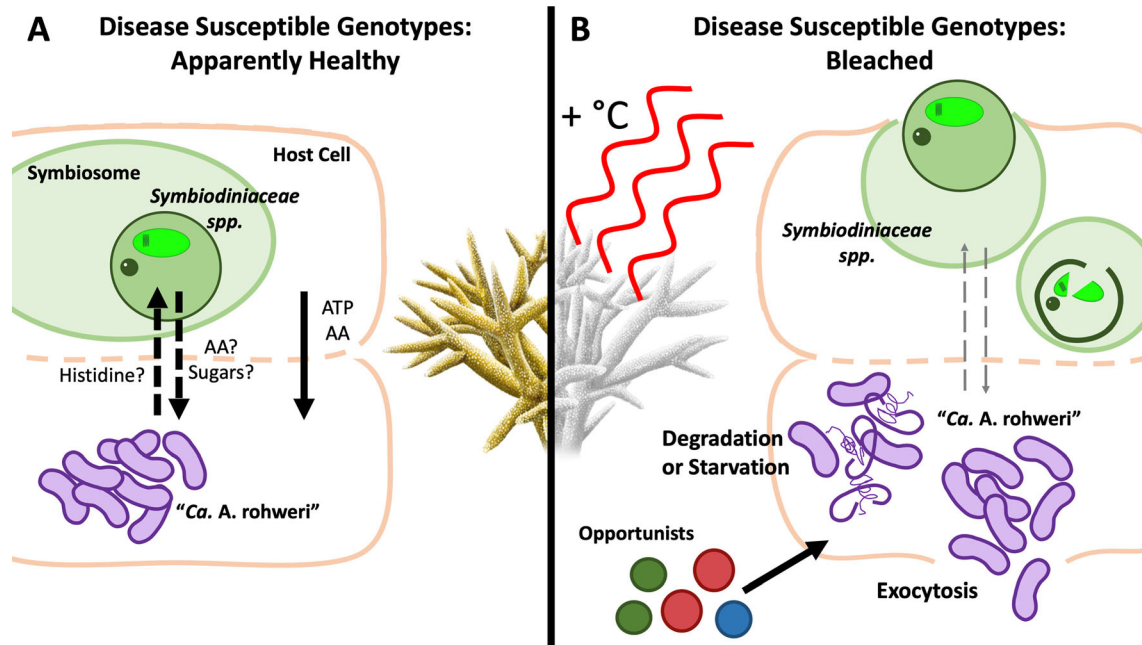 A
Disease Susceptible Genotypes:
Apparently Healthy
Host Cell
Symbiosome
Symbiodiniaceae
spp.
ATP
AA
Histidine?
AA?
Sugars?
"Ca. A. rohweri"
B
Disease Susceptible Genotypes:
Bleached
+ °C
Symbiodiniaceae
spp.
"Ca. A. rohweri"
Degradation
or Starvation
Opportunists
Exocytosis